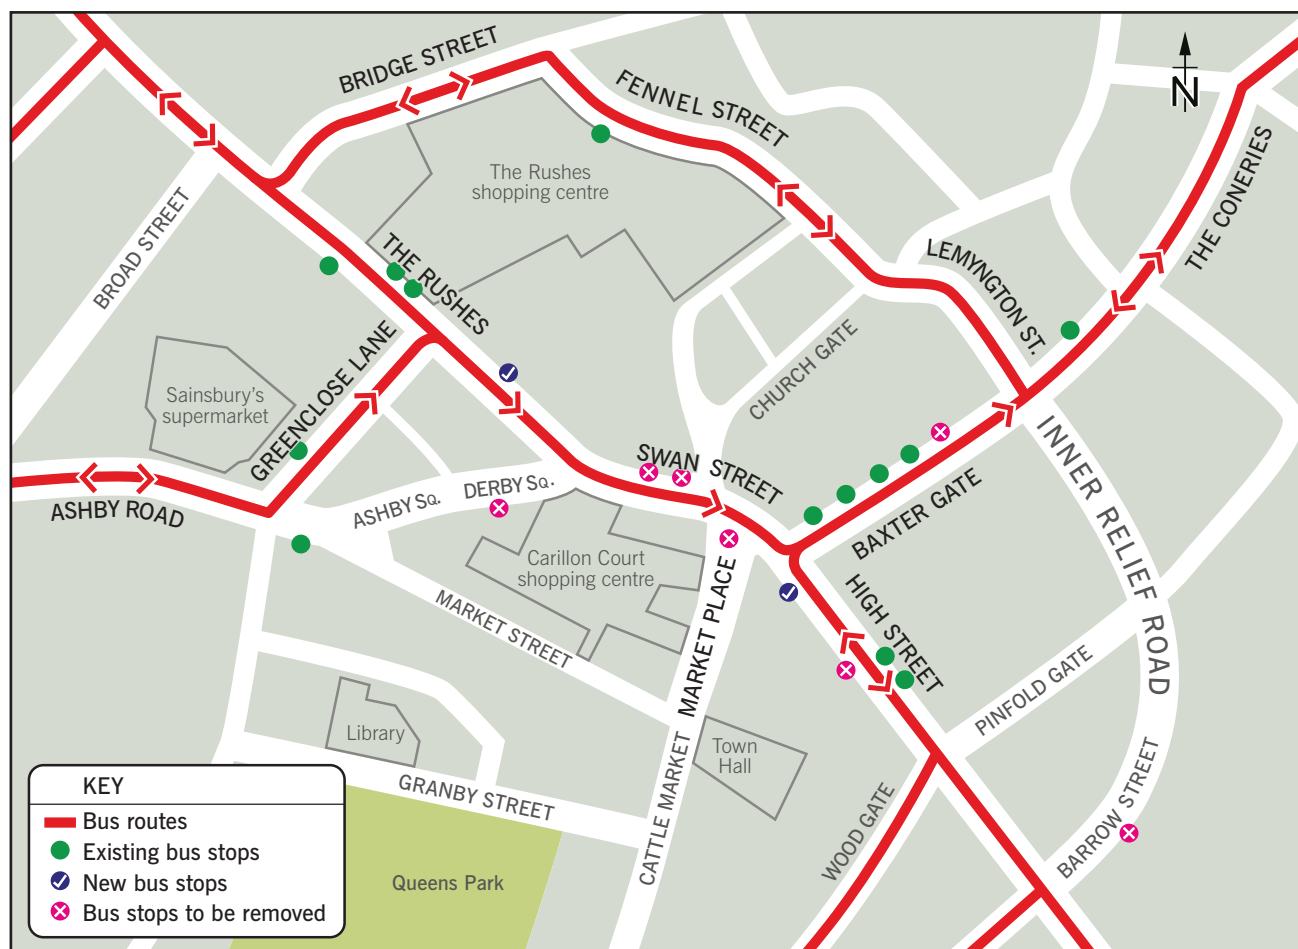 BRIDGE STREET
FENNEL STREET
N
The Rushes
shopping centre
THE CONERIES
BROAD STREET
THE RUSHES
LEMYNGTON ST.
CHURCH GATE
Sainsbury's
supermarket
GREENCLOSE LANE
ASHBY ROAD
ASHBY SQ.
DERBY SQ.
SWAN STREET
BAXTER GATE
INNER RELIEF ROAD
Carillon Court
shopping centre
MARKET STREET
MARKET PLACE
HIGH STREET
PINFOLD GATE
Library
Town
Hall
GRANBY STREET
CATTLE MARKET
WOOD GATE
BARROW STREET
Queens Park
KEY
Bus routes
Existing bus stops
New bus stops
Bus stops to be removed